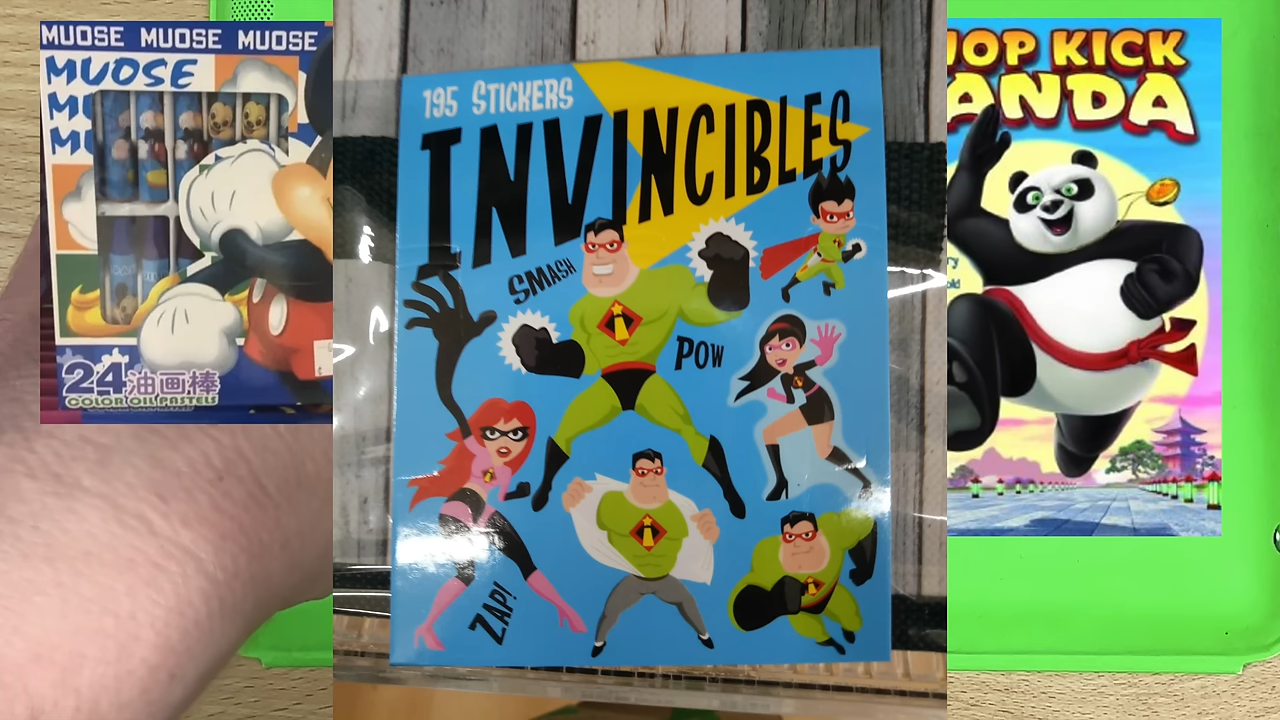 MUOSE MUOSE MUOSE
MUOSE
24油画棒
COLOR OIL PASTELS
195 STICKERS
INVINCIBLES
SMASH
POW
ZAP!
HOP KICK
ANDA